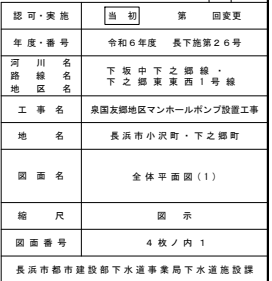 認可・実施 当初 第 回変更
年度・番号 令和6年度 長下施第26号
河川名
路線名
地区名
下坂中下之郷線・
下之郷東東西1号線
工事名 泉国友郷地区マンホールポンプ設置工事
地名 長浜市小沢町・下之郷町
図面名 全体平面図(1)
縮尺 図示
図面番号 4枚ノ内1
長浜市都市建設部下水道事業局下水道施設課